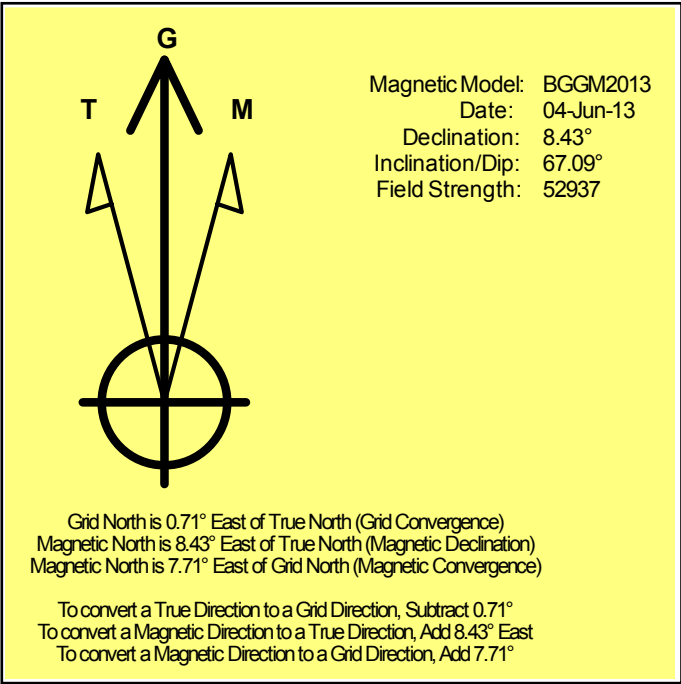 G
T M
Magnetic Model: BGGM2013
Date: 04-Jun-13
Declination: 8.43°
Inclination/Dip: 67.09°
Field Strength: 52937
Grid North is 0.71° East of True North (Grid Convergence)
Magnetic North is 8.43° East of True North (Magnetic Declination)
Magnetic North is 7.71° East of Grid North (Magnetic Convergence)
To convert a True Direction to a Grid Direction, Subtract 0.71°
To convert a Magnetic Direction to a True Direction, Add 8.43° East
To convert a Magnetic Direction to a Grid Direction, Add 7.71°